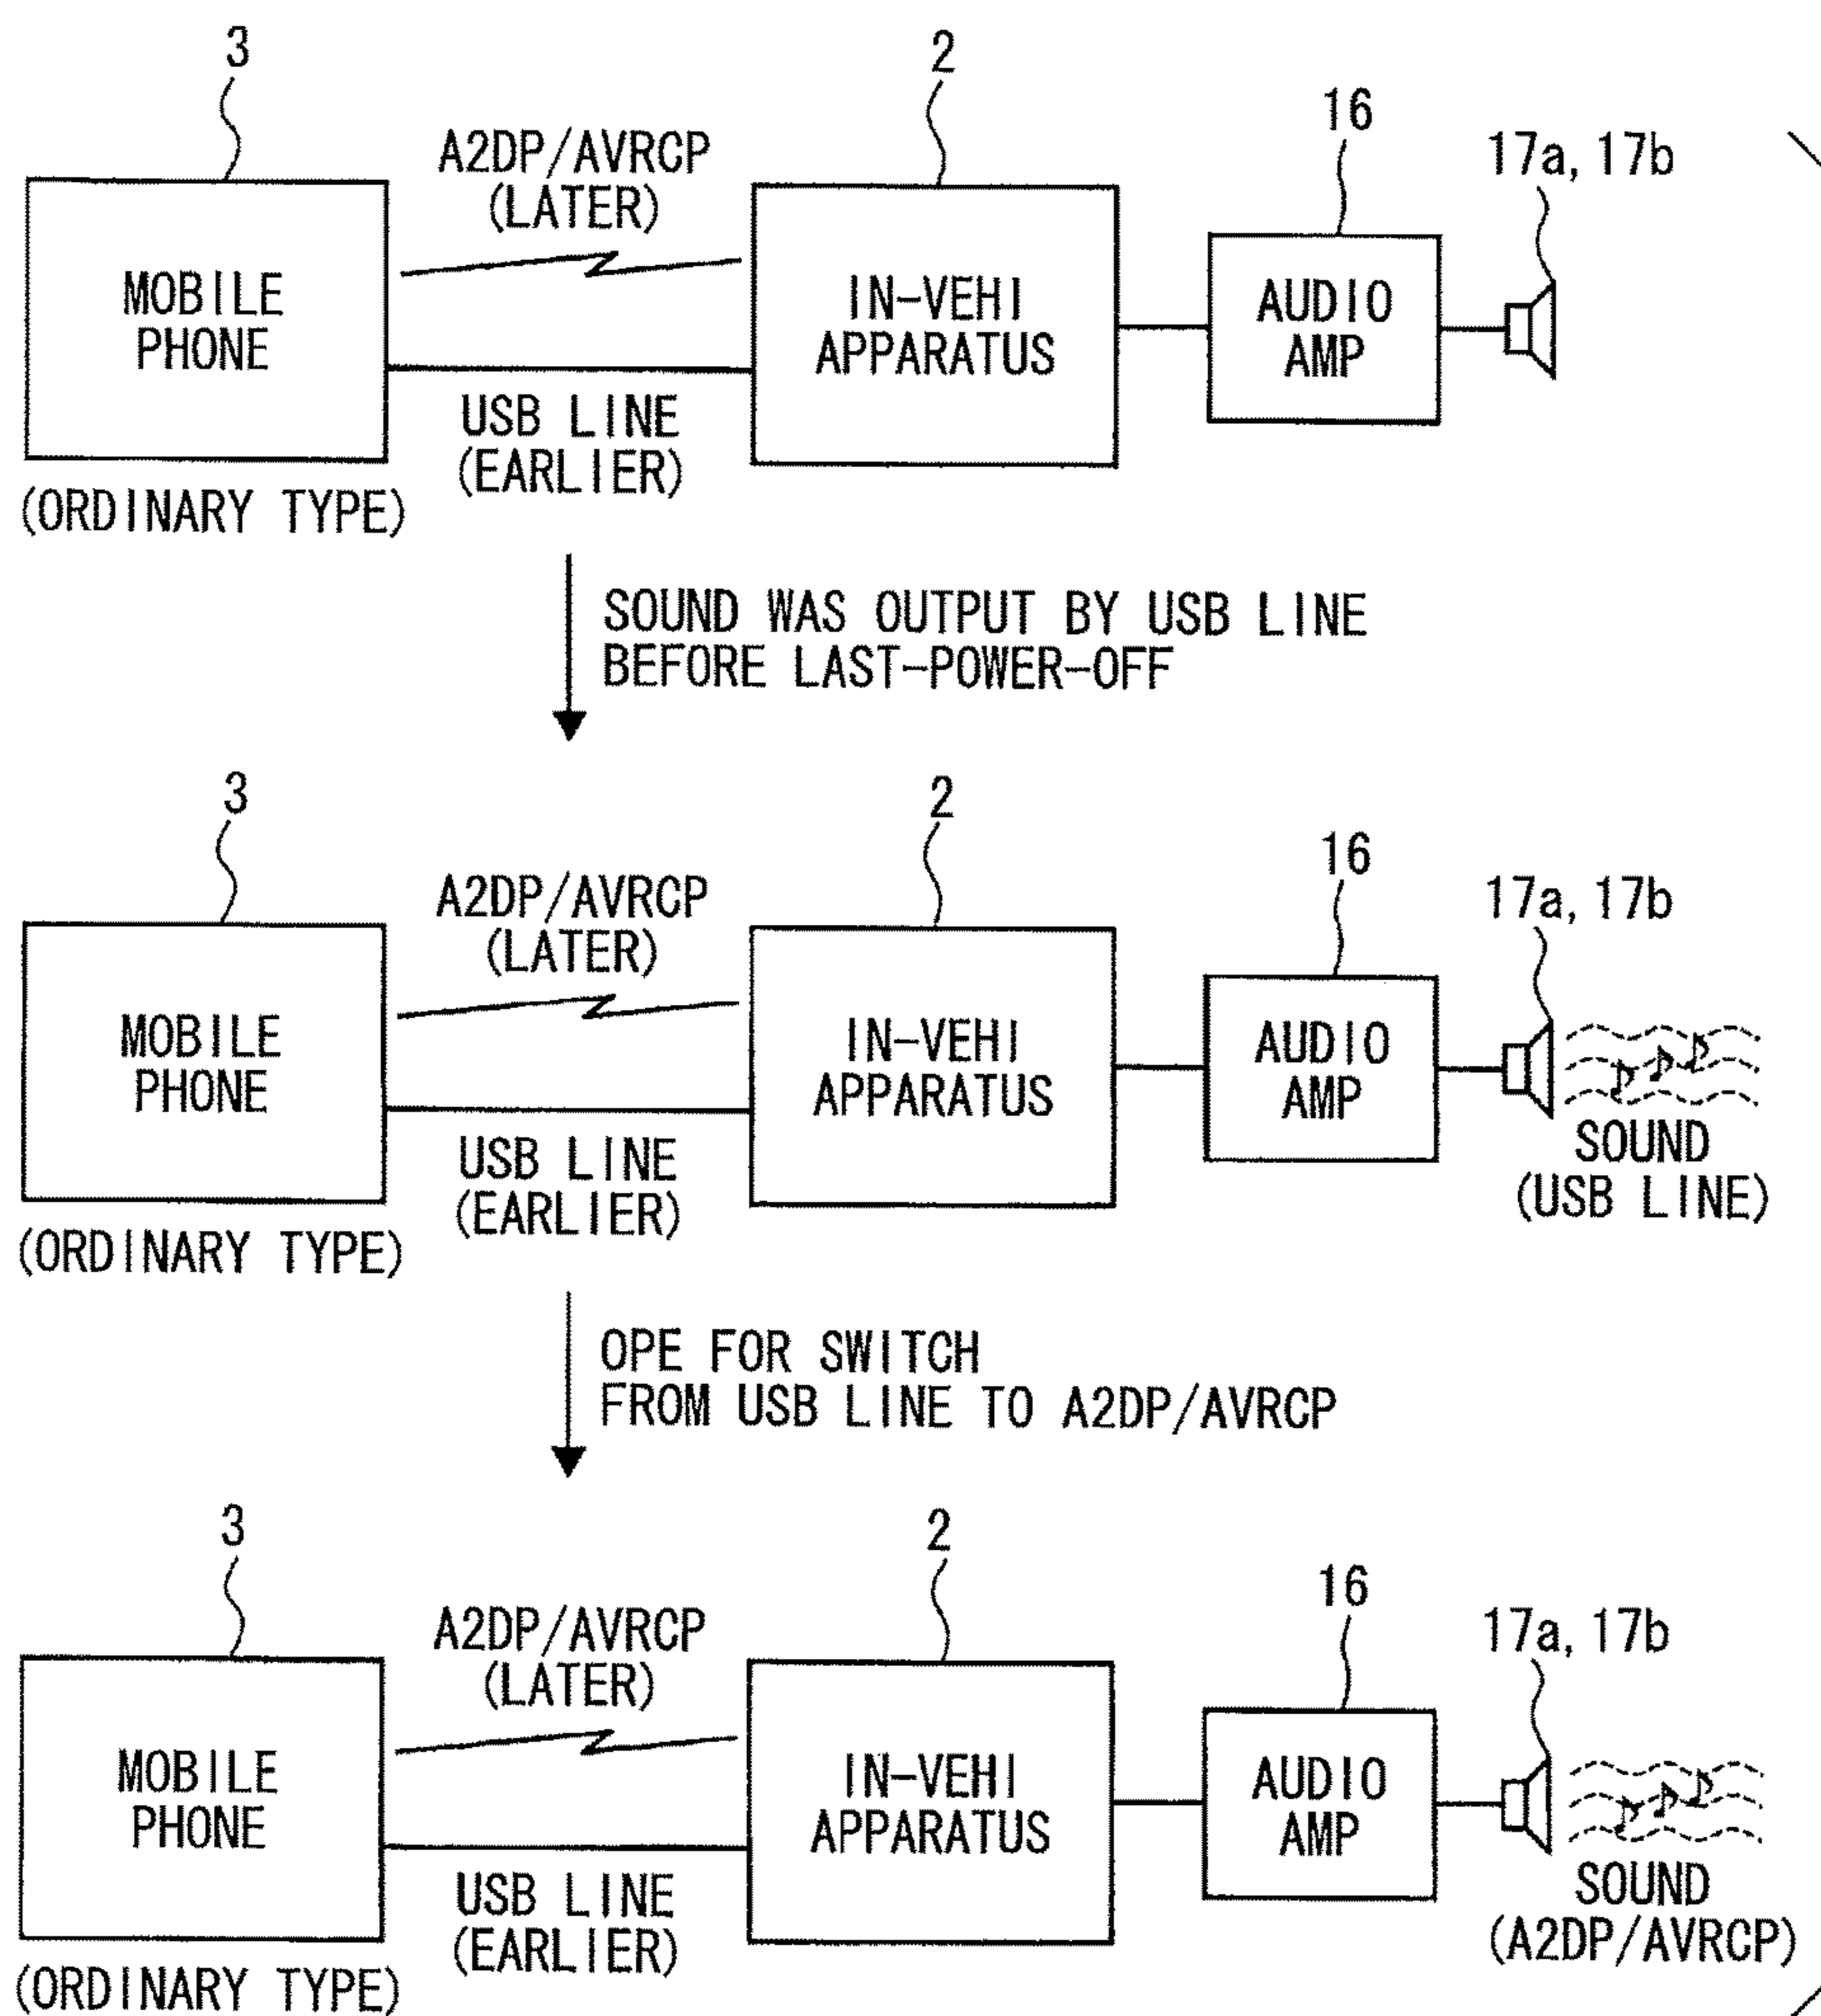 3
2
16
17a, 17b
A2DP/AVRCP
(LATER)
MOBILE
PHONE
IN-VEHI
APPARATUS
AUDIO
AMP
USB LINE
(EARLIER)
(ORDINARY TYPE)
SOUND WAS OUTPUT BY USB LINE
BEFORE LAST-POWER-OFF
3
2
16
17a, 17b
A2DP/AVRCP
(LATER)
MOBILE
PHONE
IN-VEHI
APPARATUS
AUDIO
AMP
USB LINE
(EARLIER)
SOUND
(USB LINE)
(ORDINARY TYPE)
OPE FOR SWITCH
FROM USB LINE TO A2DP/AVRCP
3
2
16
17a, 17b
A2DP/AVRCP
(LATER)
MOBILE
PHONE
IN-VEHI
APPARATUS
AUDIO
AMP
USB LINE
(EARLIER)
SOUND
(A2DP/AVRCP)
(ORDINARY TYPE)